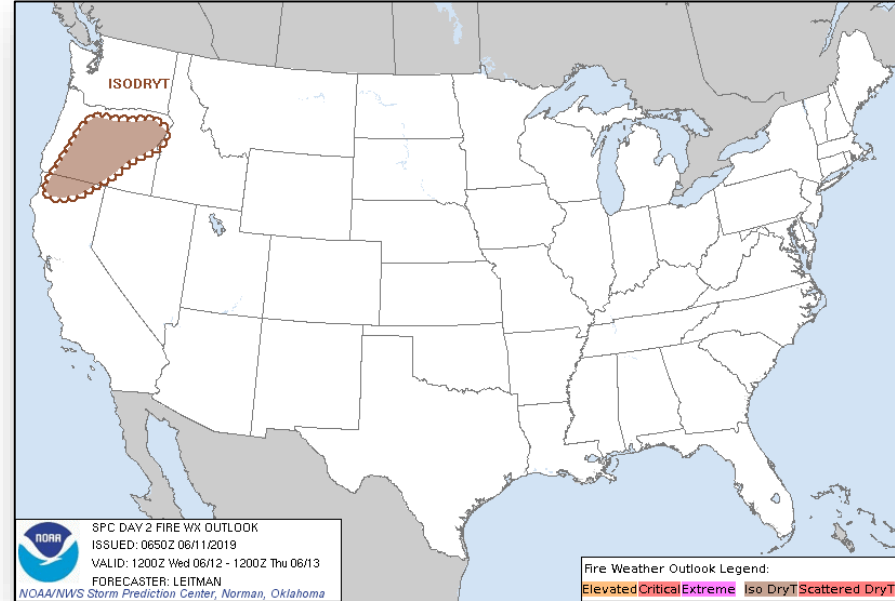 ISODRYT
NOAA
SPC DAY 2 FIRE WX OUTLOOK
ISSUED: 0650Z 06/11/2019
VALID: 1200Z Wed 06/12 - 1200Z Thu 06/13
FORECASTER: LEITMAN
NOAA/NWS Storm Prediction Center, Norman, Oklahoma
Fire Weather Outlook Legend:
Elevated Critical Extreme Iso DryT Scattered DryT